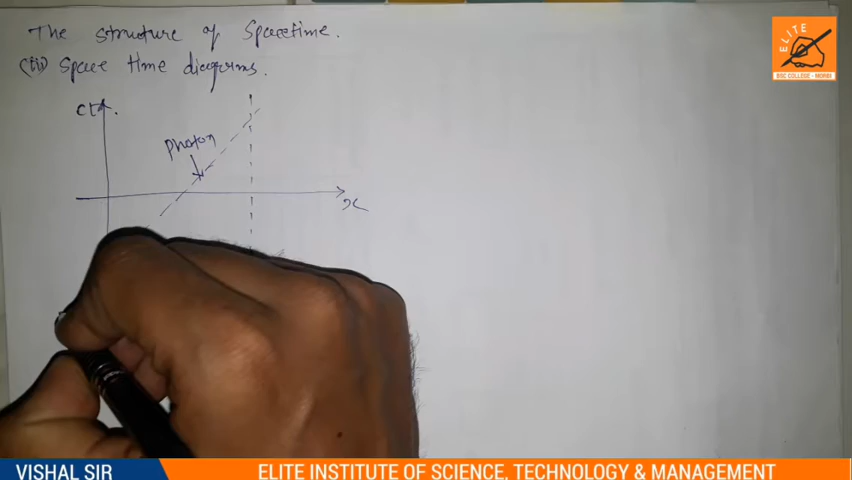 The structure of Spacetime.
(iii) Space time diagrams.
ct
Photon
x
ELITE
BSC COLLEGE - MORBI
VISHAL SIR
ELITE INSTITUTE OF SCIENCE, TECHNOLOGY & MANAGEMENT